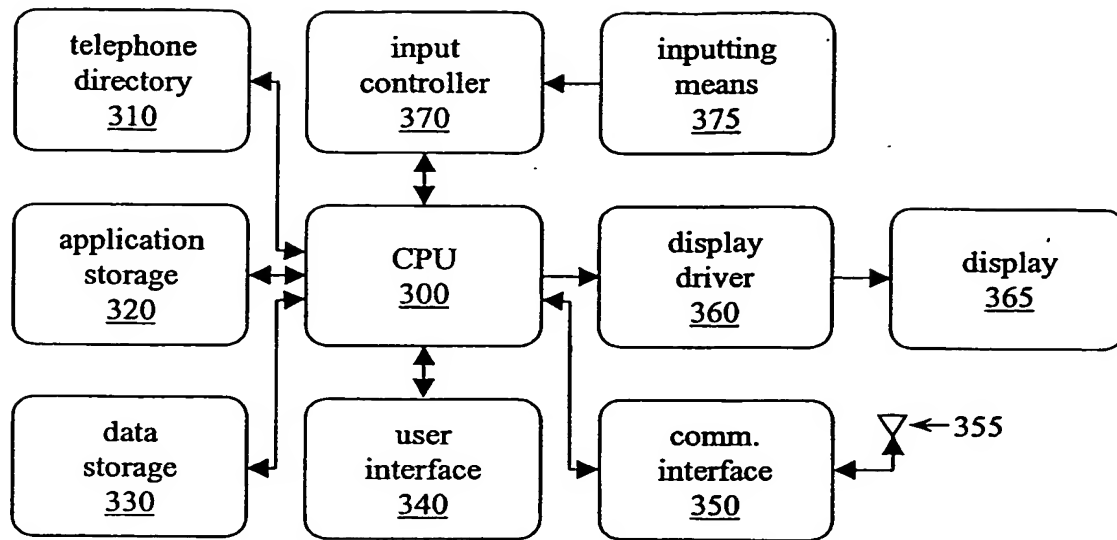 telephone
directory
310
input
controller
370
inputting
means
375
application
storage
320
CPU
300
display
driver
360
display
365
data
storage
330
user
interface
340
comm.
interface
350
355